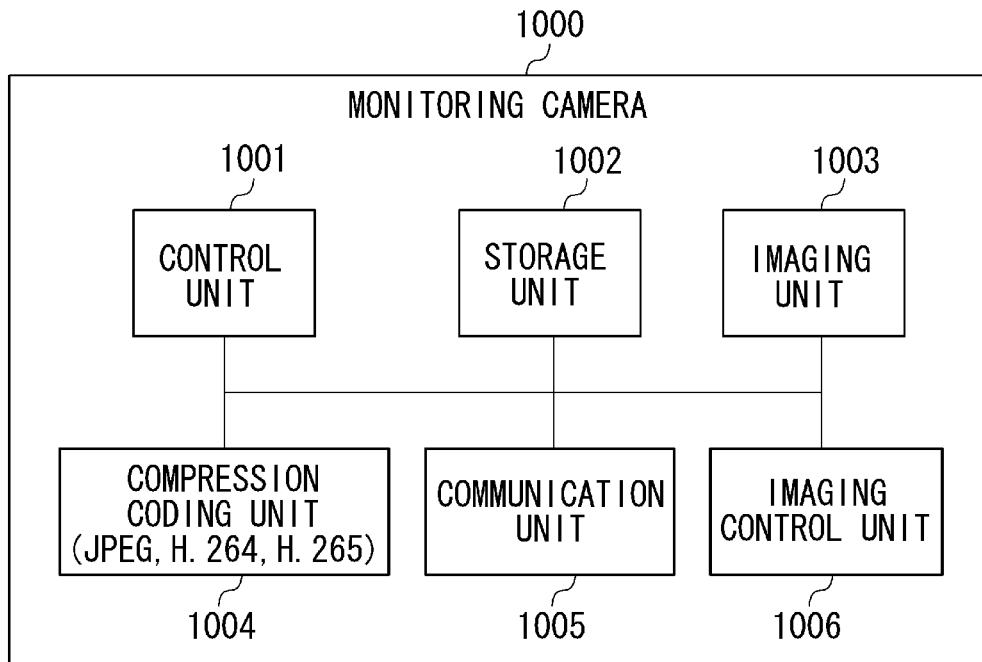 1000
MONITORING CAMERA
1001
1002
1003
CONTROL
UNIT
STORAGE
UNIT
IMAGING
UNIT
COMPRESSION
CODING UNIT
(JPEG, H. 264, H. 265)
COMMUNICATION
UNIT
IMAGING
CONTROL UNIT
1004
1005
1006